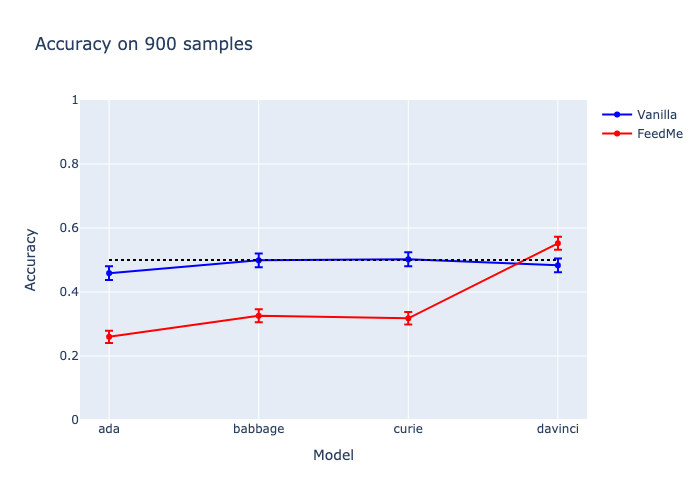 Accuracy on 900 samples
Vanilla
FeedMe
1
0.8
0.6
0.4
0.2
0
Accuracy
ada
babbage
curie
davinci
Model